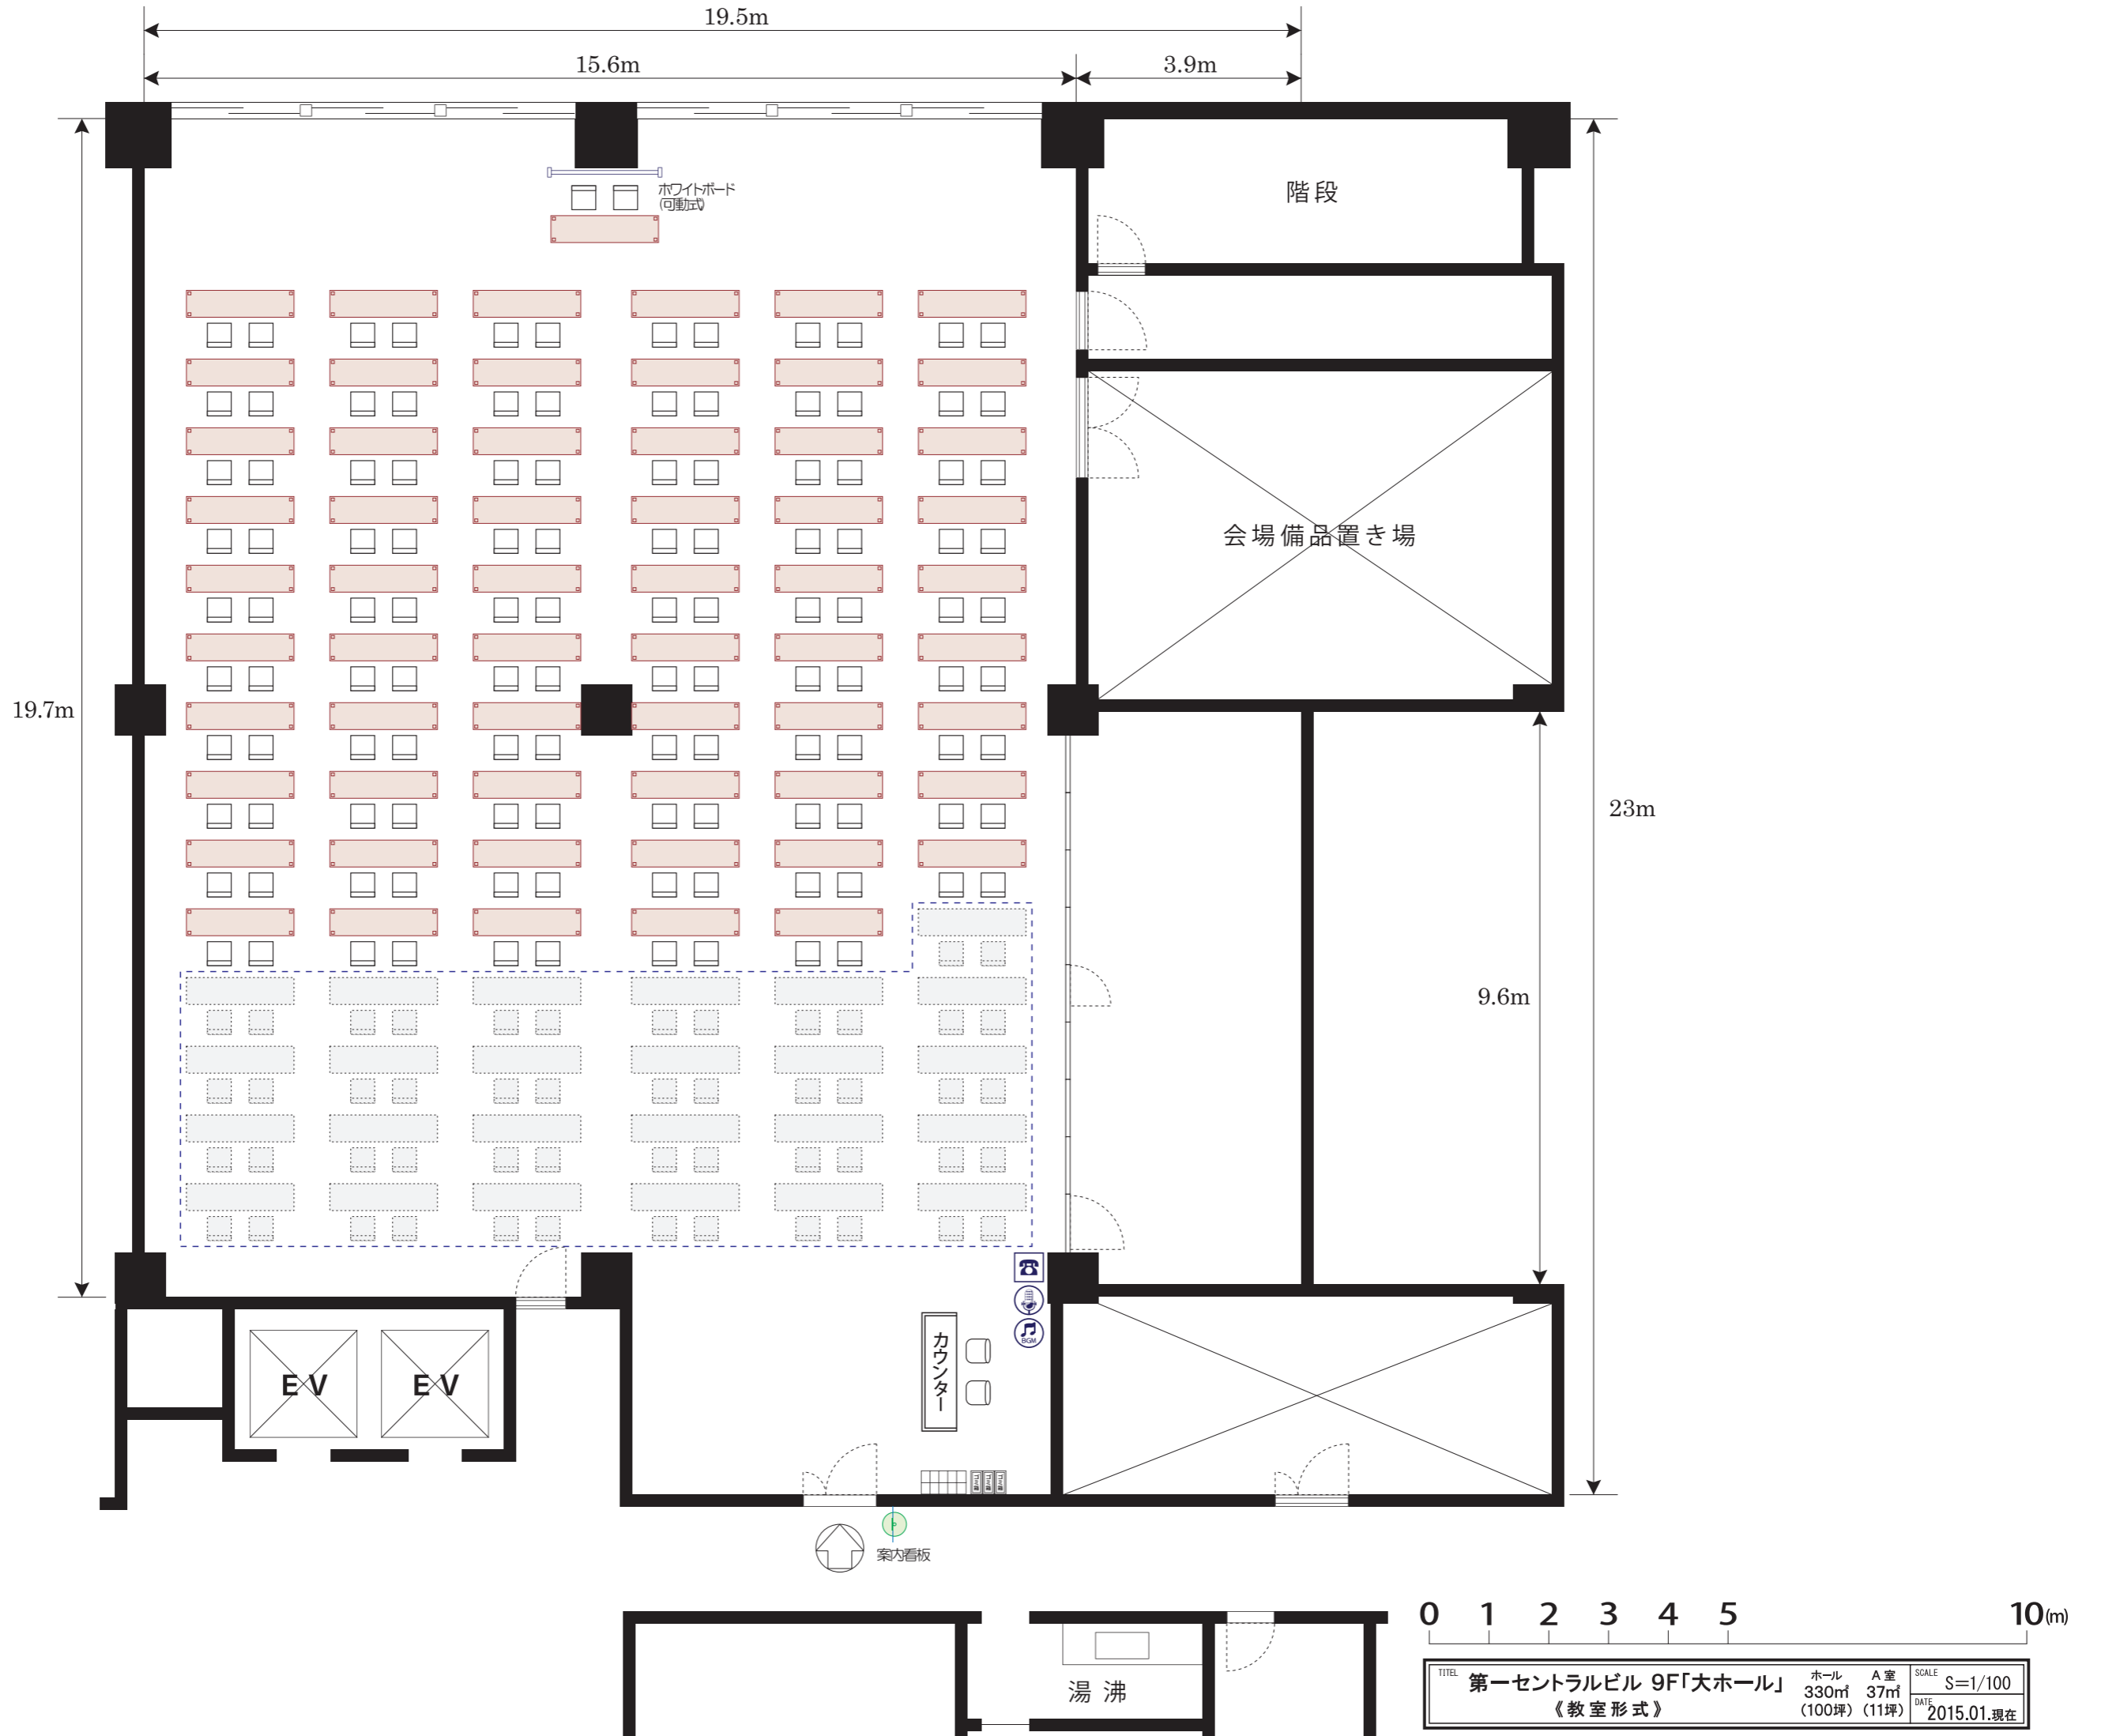 19.5m
15.6m
3.9m
ホワイトボード
(可動式)
階段
会場備品置き場
19.7m
23m
9.6m
EV
EV
カウンター
BGM
案内看板
湯沸
0 1 2 3 4 5 10(m)
TITEL 第一セントラルビル 9F「大ホール」
《教室形式》
ホール A室
330㎡ 37㎡
(100坪) (11坪)
SCALE S=1/100
DATE 2015.01.現在